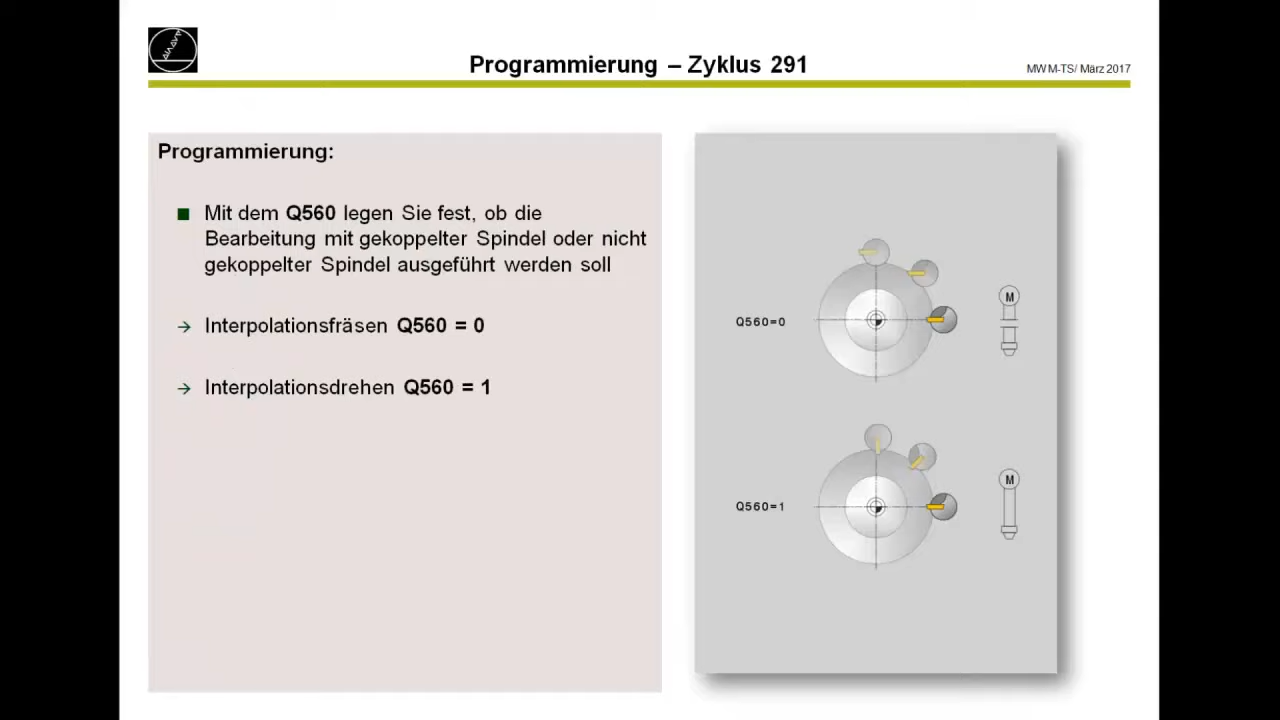 Programmierung – Zyklus 291
MW M-TS/ März 2017
Programmierung:
Mit dem Q560 legen Sie fest, ob die
Bearbeitung mit gekoppelter Spindel oder nicht
gekoppelter Spindel ausgeführt werden soll
Interpolationsfräsen Q560 = 0
Interpolationsdrehen Q560 = 1
Q560=0
M
Q560=1
M